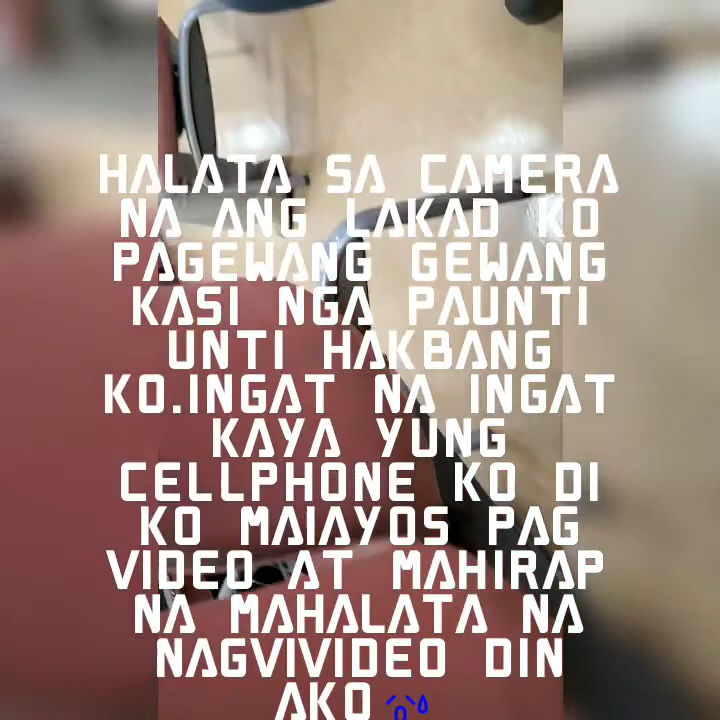 HALATA SA CAMERA
NA ANG LAKAD KO
PAGEWANG GEWANG
KASI NGA PAUNTI
UNTI HAKBANG
KO.INGAT NA INGAT
KAYA YUNG
CELLPHONE KO DI
KO MAIAYOS PAG
VIDEO AT MAHIRAP
NA MAHALATA NA
NAGVIVIDEO DIN
AKO